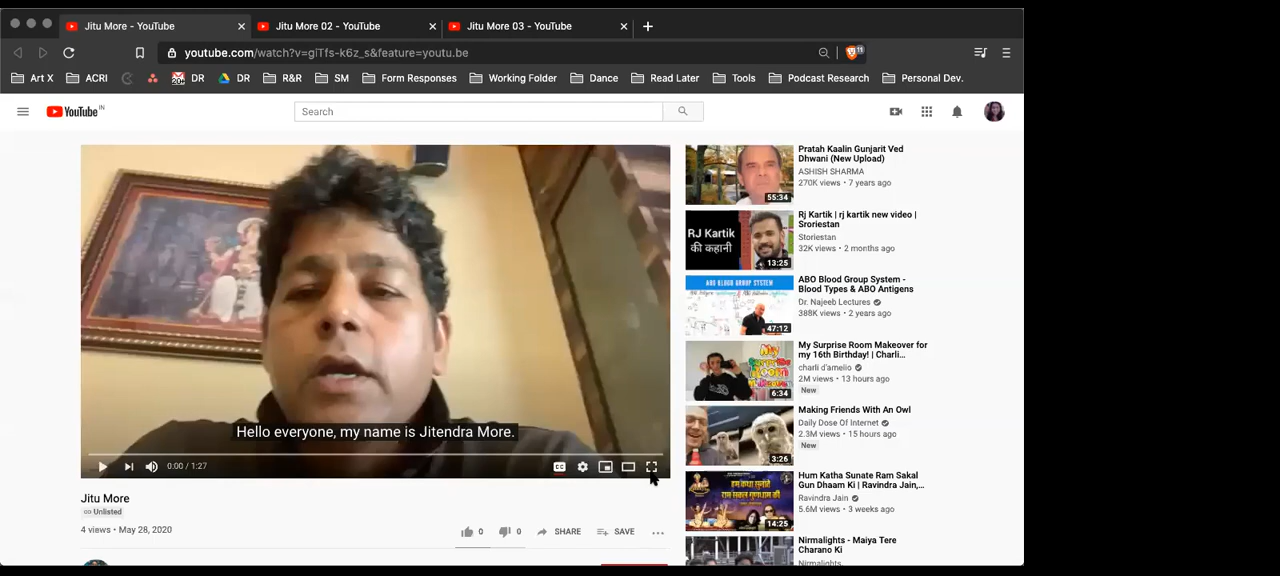 Jitu More - YouTube
Jitu More 02 - YouTube
Jitu More 03 - YouTube
youtube.com/watch?v=giTfs-k6z_s&feature=youtu.be
11
Art X
ACRI
20+
DR
DR
R&R
SM
Form Responses
Working Folder
Dance
Read Later
Tools
Podcast Research
Personal Dev.
YouTube IN
Search
Hello everyone, my name is Jitendra More.
0:00 / 1:27
CC
Jitu More
Unlisted
4 views • May 28, 2020
0
0
SHARE
SAVE
55:34
Pratah Kaalin Gunjarit Ved
Dhwani (New Upload)
ASHISH SHARMA
270K views • 7 years ago
RJ Kartik
की कहानी
13:25
Rj Kartik | rj kartik new video |
Sroriestan
Storiestan
32K views • 2 months ago
ABO BLOOD GROUP SYSTEM
47:12
ABO Blood Group System -
Blood Types & ABO Antigens
Dr. Najeeb Lectures
388K views • 2 years ago
6:34
My Surprise Room Makeover for
my 16th Birthday! | Charli...
charli d'amelio
2M views • 13 hours ago
New
3:26
Making Friends With An Owl
Daily Dose Of Internet
2.3M views • 15 hours ago
New
14:25
Hum Katha Sunate Ram Sakal
Gun Dhaam Ki | Ravindra Jain,...
Ravindra Jain
5.6M views • 3 weeks ago
Nirmalights - Maiya Tere
Charano Ki
Nirmalights